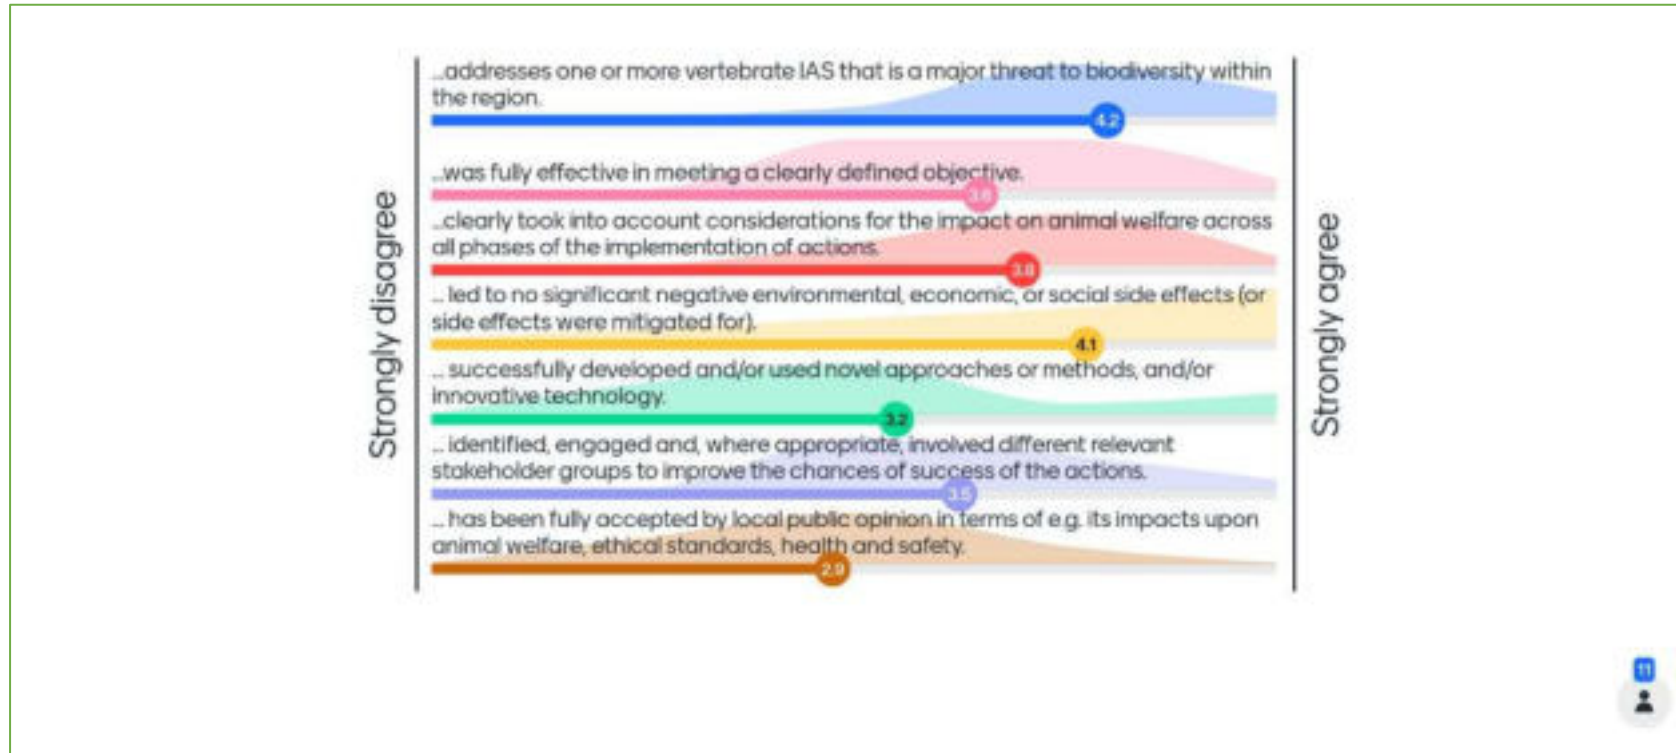 ...addresses one or more vertebrate IAS that is a major threat to biodiversity within
the region.
4.2
...was fully effective in meeting a clearly defined objective.
3.6
...clearly took into account considerations for the impact on animal welfare across
all phases of the implementation of actions.
3.8
... led to no significant negative environmental, economic, or social side effects (or
side effects were mitigated for).
4.1
... successfully developed and/or used novel approaches or methods, and/or
innovative technology.
3.2
... identified, engaged and, where appropriate, involved different relevant
stakeholder groups to improve the chances of success of the actions.
3.5
... has been fully accepted by local public opinion in terms of e.g. its impacts upon
animal welfare, ethical standards, health and safety.
2.9
Strongly disagree
Strongly agree
11